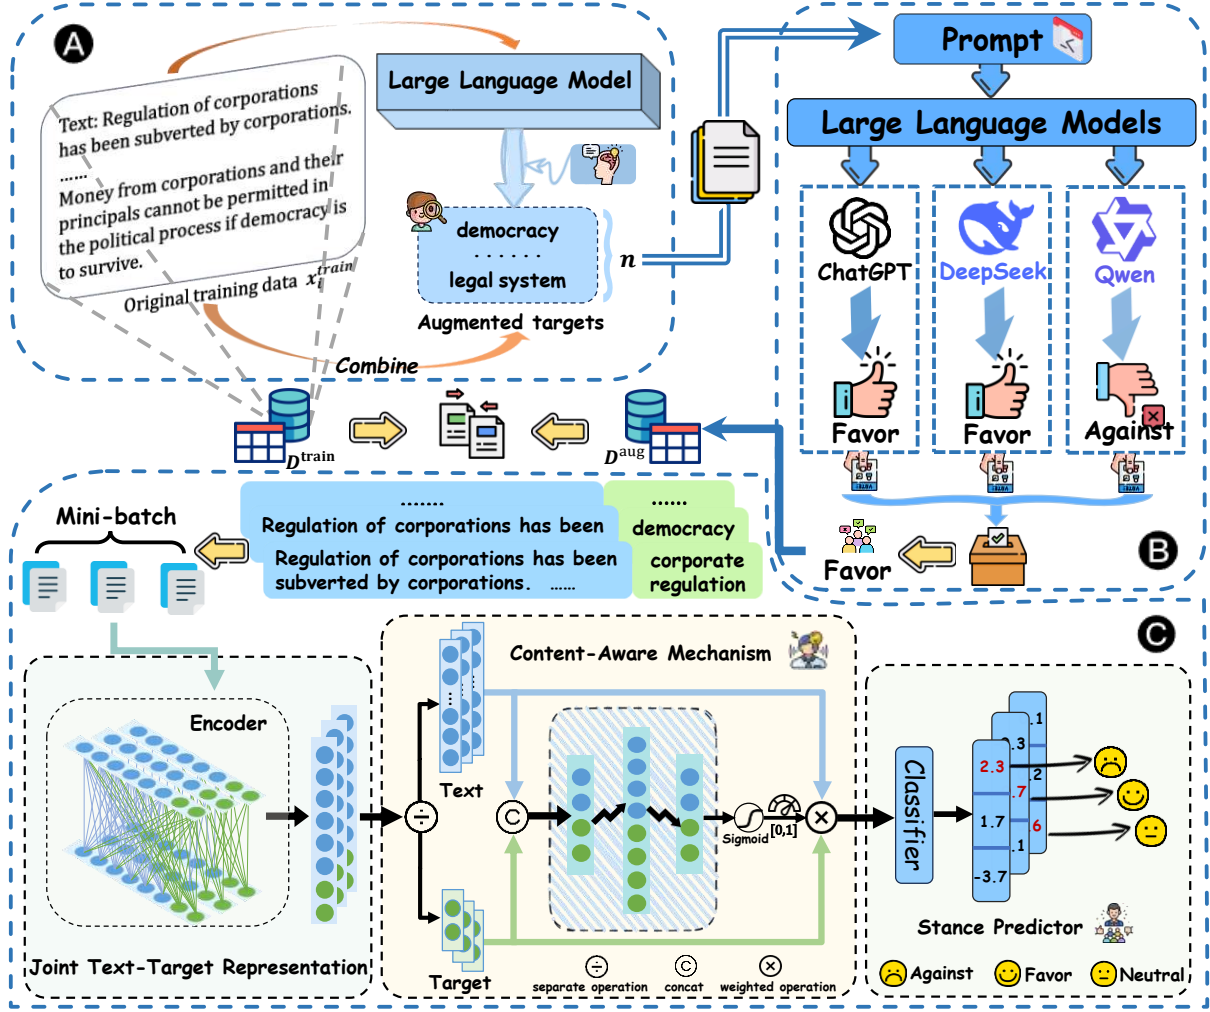 A
Text: Regulation of corporations
has been subverted by corporations.
......
Money from corporations and their
principals cannot be permitted in
the political process if democracy is
to survive.
Original training data x_i^train
Large Language Model
democracy
. . . . . .
legal system
n
Augmented targets
Combine
D^train
D^aug
Prompt
Large Language Models
ChatGPT
DeepSeek
Qwen
Favor
Favor
Against
VOTE!
VOTE!
VOTE!
Favor
B
Mini-batch
.......
......
Regulation of corporations has been
democracy
Regulation of corporations has been
subverted by corporations. ......
corporate
regulation
C
Encoder
Joint Text-Target Representation
Content-Aware Mechanism
Text
Target
÷
C
Sigmoid
[0,1]
×
÷
separate operation
C
concat
×
weighted operation
Classifier
2.3
1.7
-3.7
0.3
.7
.1
.1
.2
.6
Stance Predictor
Against
Favor
Neutral